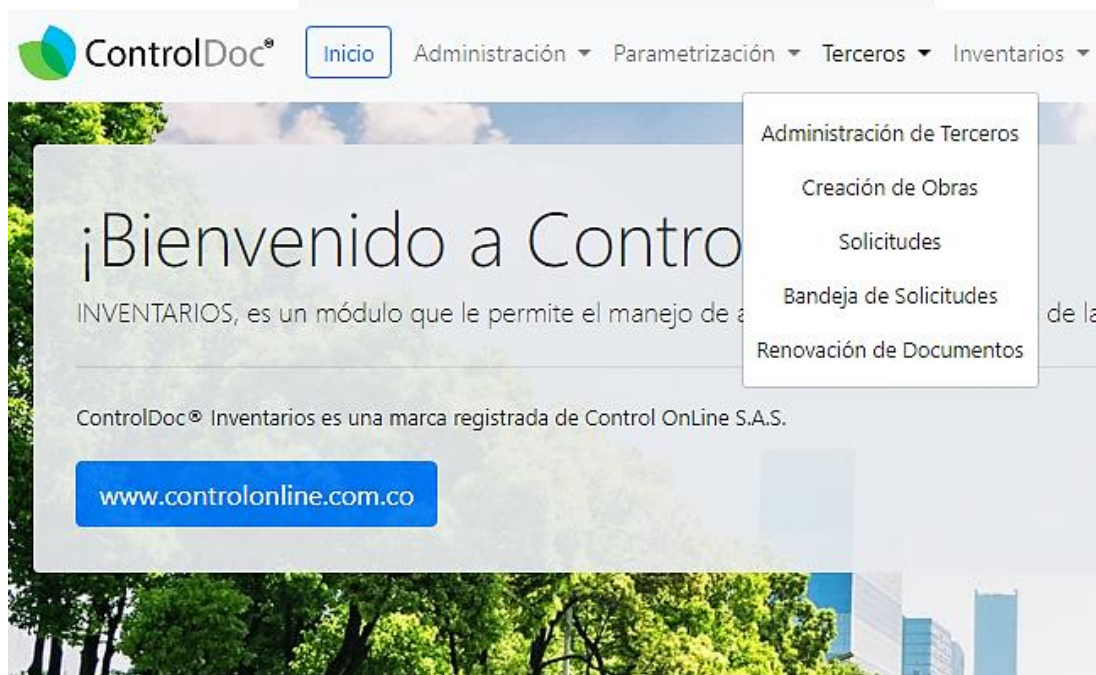 ControlDoc® Inicio Administración Parametrización Terceros Inventarios
Administración de Terceros
Creación de Obras
Solicitudes
Bandeja de Solicitudes
Renovación de Documentos
¡Bienvenido a Contro
INVENTARIOS, es un módulo que le permite el manejo de de la
ControlDoc® Inventarios es una marca registrada de Control OnLine S.A.S.
www.controlonline.com.co